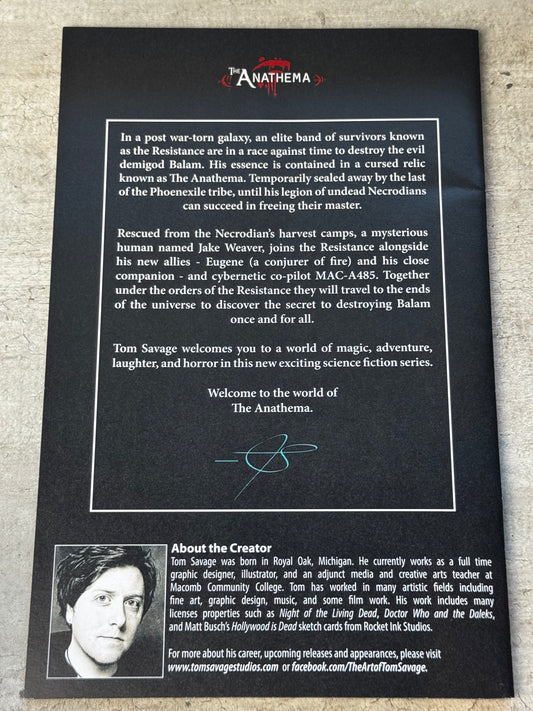 THE ANATHEMA
In a post war-torn galaxy, an elite band of survivors known
as the Resistance are in a race against time to destroy the evil
demigod Balam. His essence is contained in a cursed relic
known as The Anathema. Temporarily sealed away by the last
of the Phoenexile tribe, until his legion of undead Necrodians
can succeed in freeing their master.
Rescued from the Necrodian's harvest camps, a mysterious
human named Jake Weaver, joins the Resistance alongside
his new allies - Eugene (a conjurer of fire) and his close
companion - and cybernetic co-pilot MAC-A485. Together
under the orders of the Resistance they will travel to the ends
of the universe to discover the secret to destroying Balam
once and for all.
Tom Savage welcomes you to a world of magic, adventure,
laughter, and horror in this new exciting science fiction series.
Welcome to the world of
The Anathema.
About the Creator
Tom Savage was born in Royal Oak, Michigan. He currently works as a full time
graphic designer, illustrator, and an adjunct media and creative arts teacher at
Macomb Community College. Tom has worked in many artistic fields including
fine art, graphic design, music, and some film work. His work includes many
licenses properties such as Night of the Living Dead, Doctor Who and the Daleks,
and Matt Busch's Hollywood is Dead sketch cards from Rocket Ink Studios.
For more about his career, upcoming releases and appearances, please visit
www.tomsavagestudios.com or facebook.com/TheArtofTomSavage.